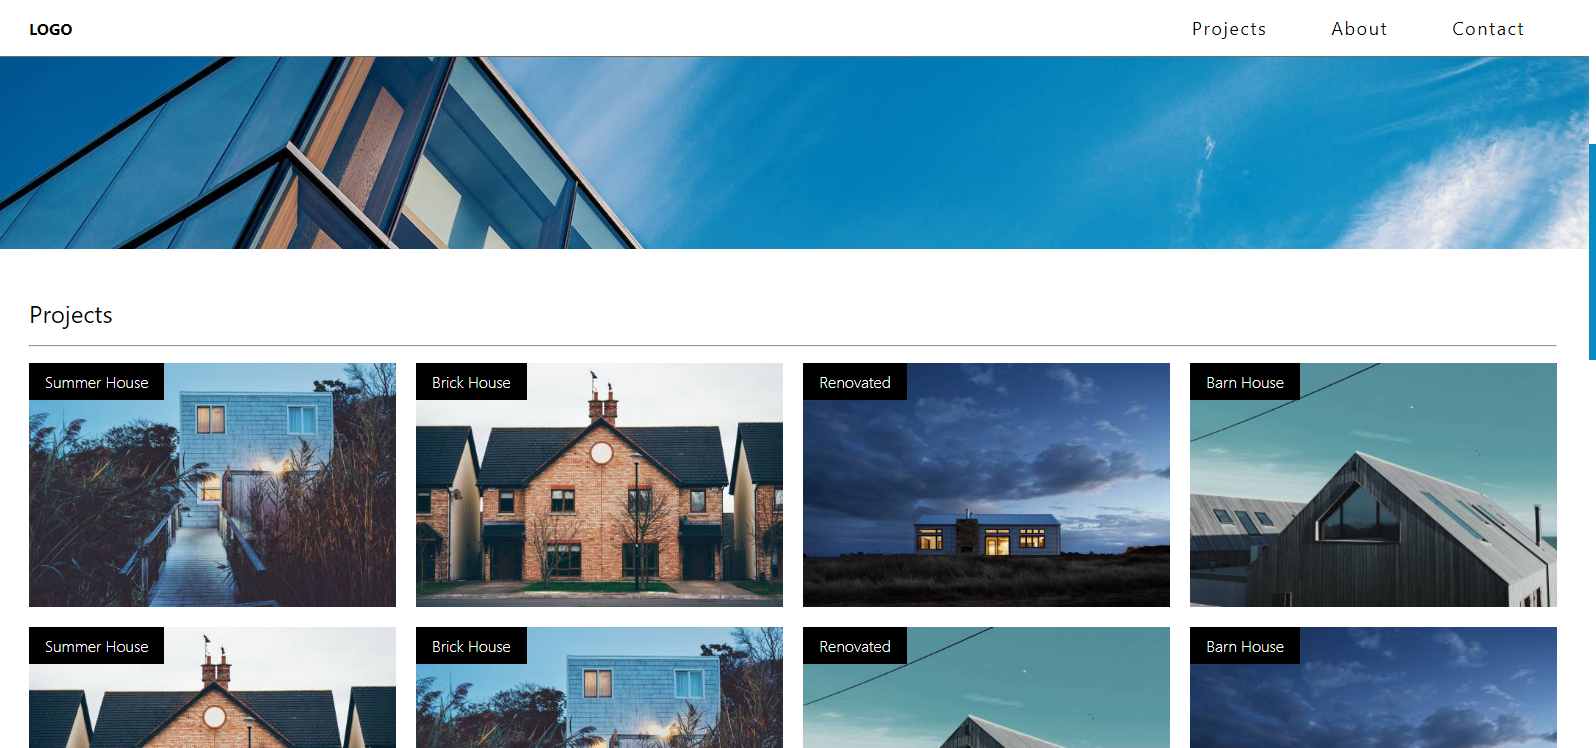 LOGO
Projects About Contact
Projects
Summer House
Brick House
Renovated
Barn House
Summer House
Brick House
Renovated
Barn House